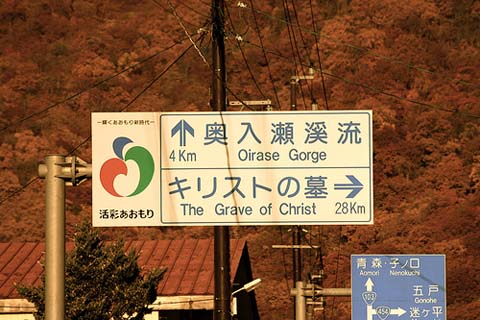 ―輝くあおもり新時代―
活彩あおもり
奥入瀬溪流
4Km Oirase Gorge
キリストの墓
The Grave of Christ 28Km
青森・子ノ口
Aomori Nenokuchi
五戸
Gonohe
103
454
迷ヶ平